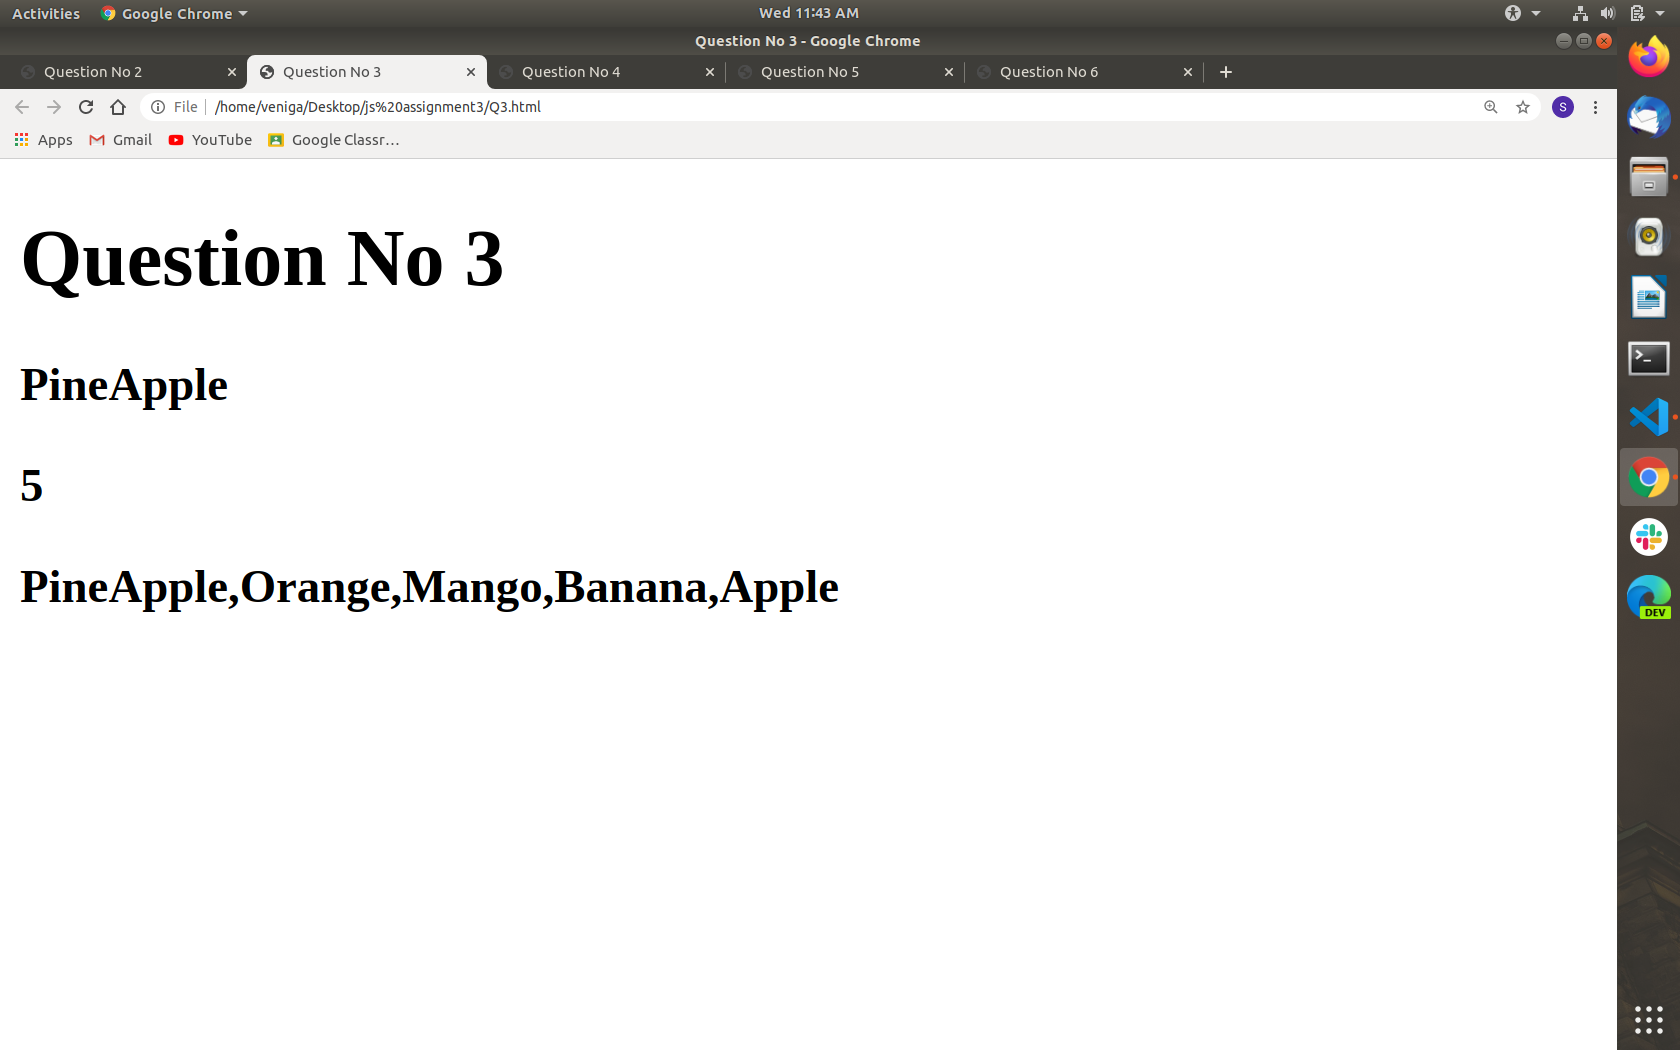 Activities Google Chrome Wed 11:43 AM
Question No 3 - Google Chrome
Question No 2 Question No 3 Question No 4 Question No 5 Question No 6
File /home/veniga/Desktop/js%20assignment3/Q3.html S
Apps Gmail YouTube Google Classr...
Question No 3
PineApple
5
PineApple,Orange,Mango,Banana,Apple
DEV